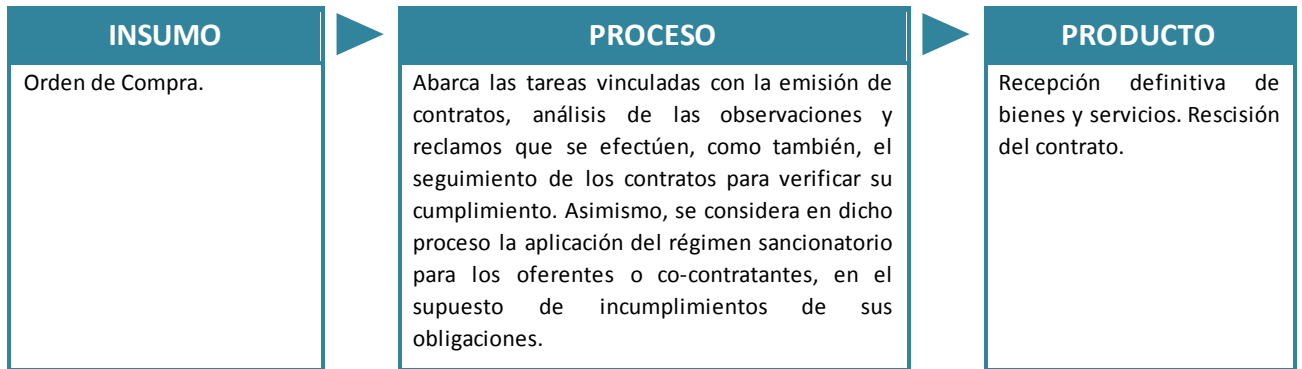 INSUMO
Orden de Compra.
PROCESO
Abarca las tareas vinculadas con la emisión de
contratos, análisis de las observaciones y
reclamos que se efectúen, como también, el
seguimiento de los contratos para verificar su
cumplimiento. Asimismo, se considera en dicho
proceso la aplicación del régimen sancionatorio
para los oferentes o co-contratantes, en el
supuesto de incumplimientos de sus
obligaciones.
PRODUCTO
Recepción definitiva de
bienes y servicios. Rescisión
del contrato.